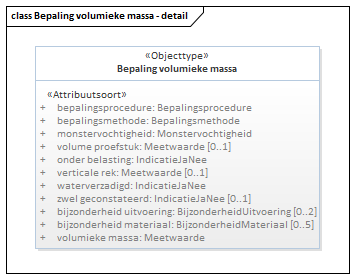 class Bepaling volumieke massa - detail
«Objecttype»
Bepaling volumieke massa
«Attribuutsoort»
+ bepalingsprocedure: Bepalingsprocedure
+ bepalingsmethode: Bepalingsmethode
+ monstervochtigheid: Monstervochtigheid
+ volume proefstuk: Meetwaarde [0..1]
+ onder belasting: IndicatieJaNee
+ verticale rek: Meetwaarde [0..1]
+ waterverzadigd: IndicatieJaNee
+ zwel geconstateerd: IndicatieJaNee [0..1]
+ bijzonderheid uitvoering: BijzonderheidUitvoering [0..2]
+ bijzonderheid materiaal: BijzonderheidMateriaal [0..5]
+ volumieke massa: Meetwaarde